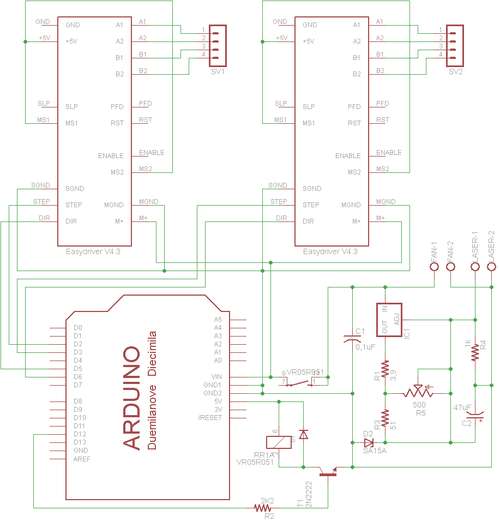 GND
+5V
SLP
MS1
SGND
STEP
DIR
GND
+5V
SLP
MS1
SGND
STEP
DIR
A1
A2
B1
B2
PFD
RST
ENABLE
MS2
MGND
M+
A1
A2
B1
B2
PFD
RST
ENABLE
MS2
MGND
M+
Easydriver V4.3
1
2
3
4
SV1
GND
+5V
SLP
MS1
SGND
STEP
DIR
GND
+5V
SLP
MS1
SGND
STEP
DIR
A1
A2
B1
B2
PFD
RST
ENABLE
MS2
MGND
M+
A1
A2
B1
B2
PFD
RST
ENABLE
MS2
MGND
M+
Easydriver V4.3
1
2
3
4
SV2
FAN-1
FAN-2
LASER-1
LASER-2
ARDUINO
Duemilanove Diecimila
D0
D1
D2
D3
D4
D5
D6
D7
D8
D9
D10
D11
D12
D13
GND
AREF
A5
A4
A3
A2
A1
A0
VIN
GND1
GND2
5V
3V
!RESET
VR05R051
RR1A
VR05R051
T1
2N2222
2K2
R2
C1
0,1uF
IN
OUT
ADJ
IC1
R1
3,9
R3
51
500
R5
1K
R4
47uF
C2
D3
SA15A